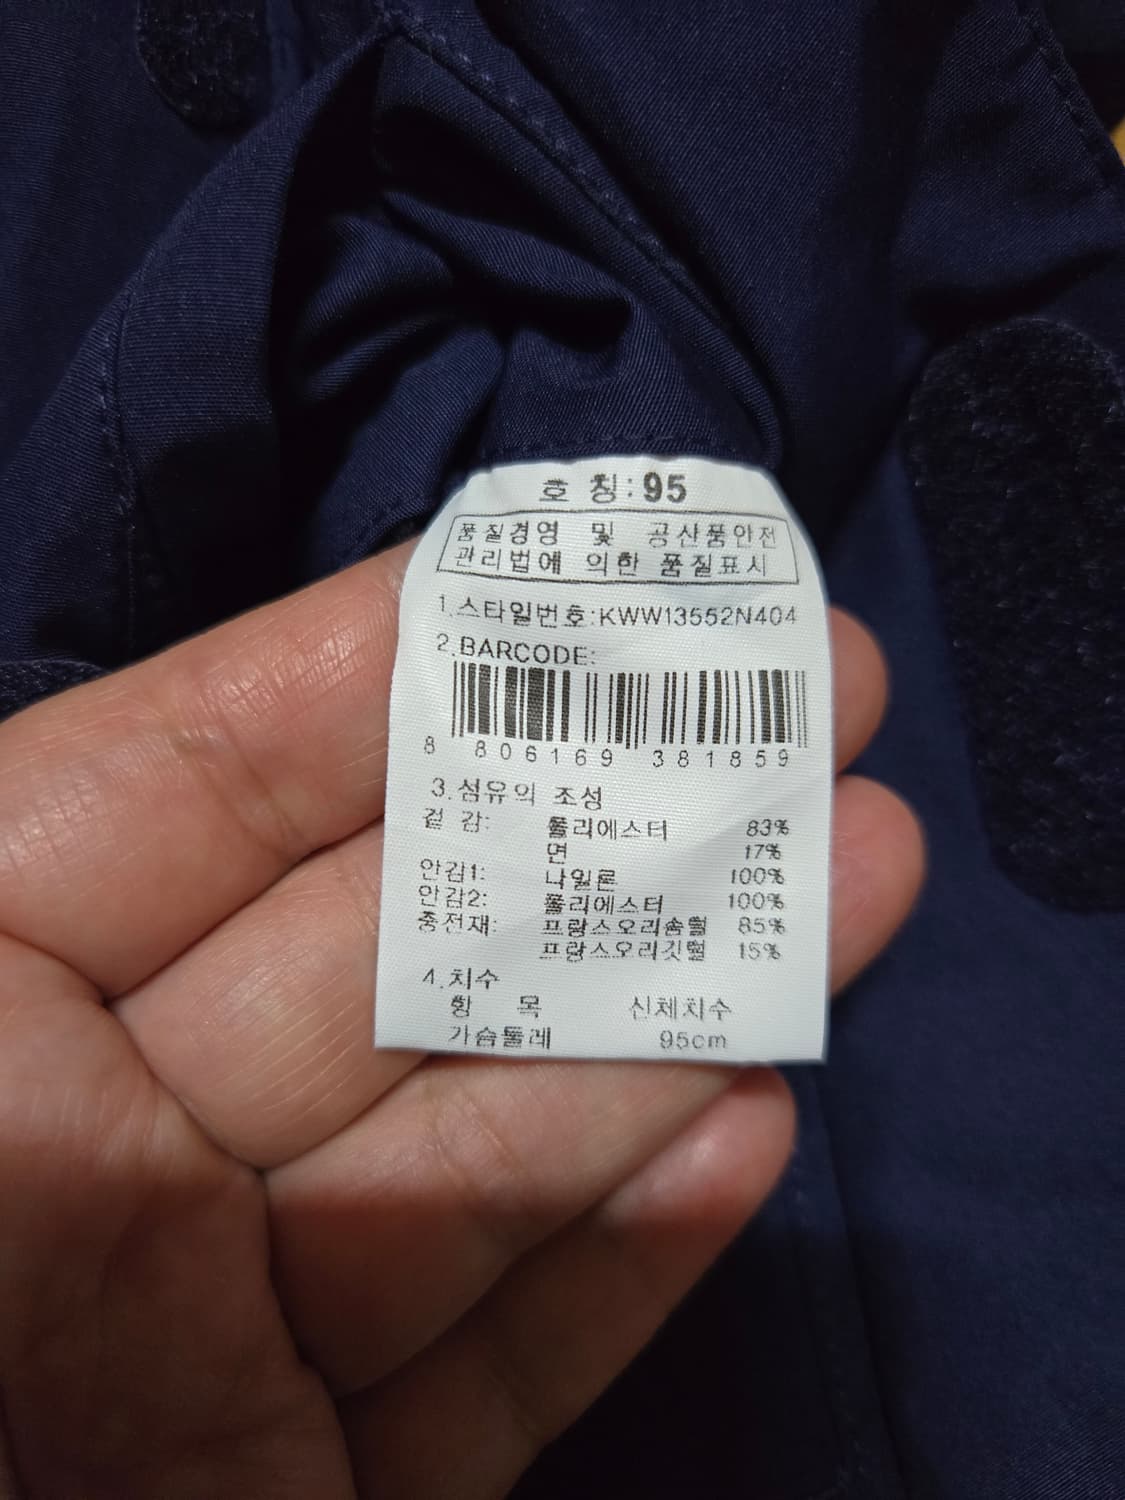 호 칭:95
품질경영 및 공산품안전
관리법에 의한 품질표시
1.스타일번호:KWW13552N404
2.BARCODE:
8 806169 381859
3.섬유의 조성
겉 감: 폴리에스터 83%
면 17%
안감1: 나일론 100%
안감2: 폴리에스터 100%
충전재: 프랑스오리솜털 85%
프랑스오리깃털 15%
4.치수
항 목 신체치수
가슴둘레 95cm